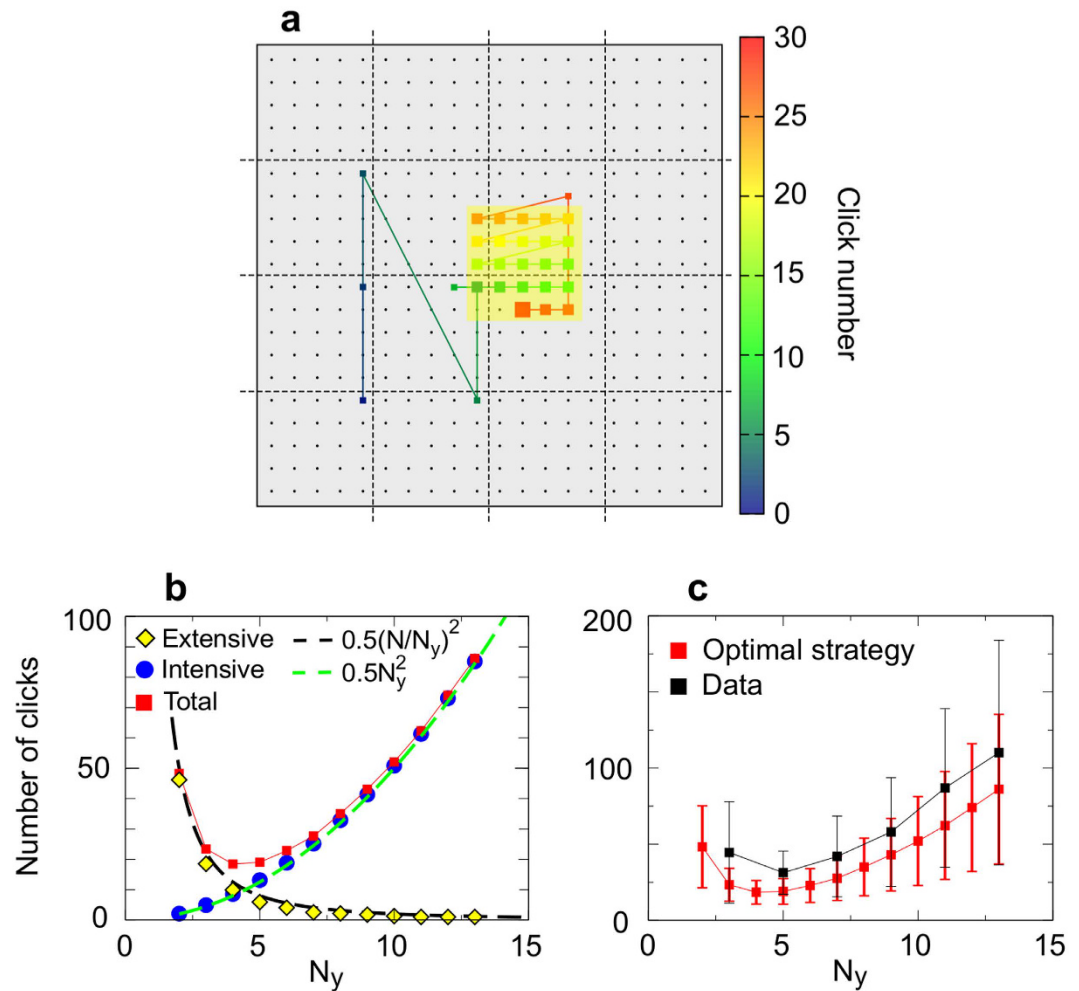 a
30
25
20
15
10
5
0
Click number
b
100
50
0
0 5 10 15
Number of clicks
N_y
Extensive
Intensive
Total
0.5(N/N_y)²
0.5N_y²
c
200
100
0
0 5 10 15
N_y
Optimal strategy
Data